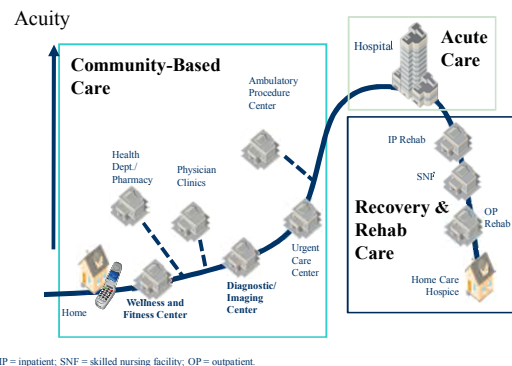 Acuity
Community-Based
Care
Hospital
Acute
Care
Ambulatory
Procedure
Center
Health
Dept./
Pharmacy
Physician
Clinics
IP Rehab
SNF
Recovery &
Rehab
Care
OP
Rehab
Urgent
Care
Center
Home Care
Hospice
Diagnostic/
Imaging
Center
Wellness and
Fitness Center
Home
IP = inpatient; SNF = skilled nursing facility; OP = outpatient.